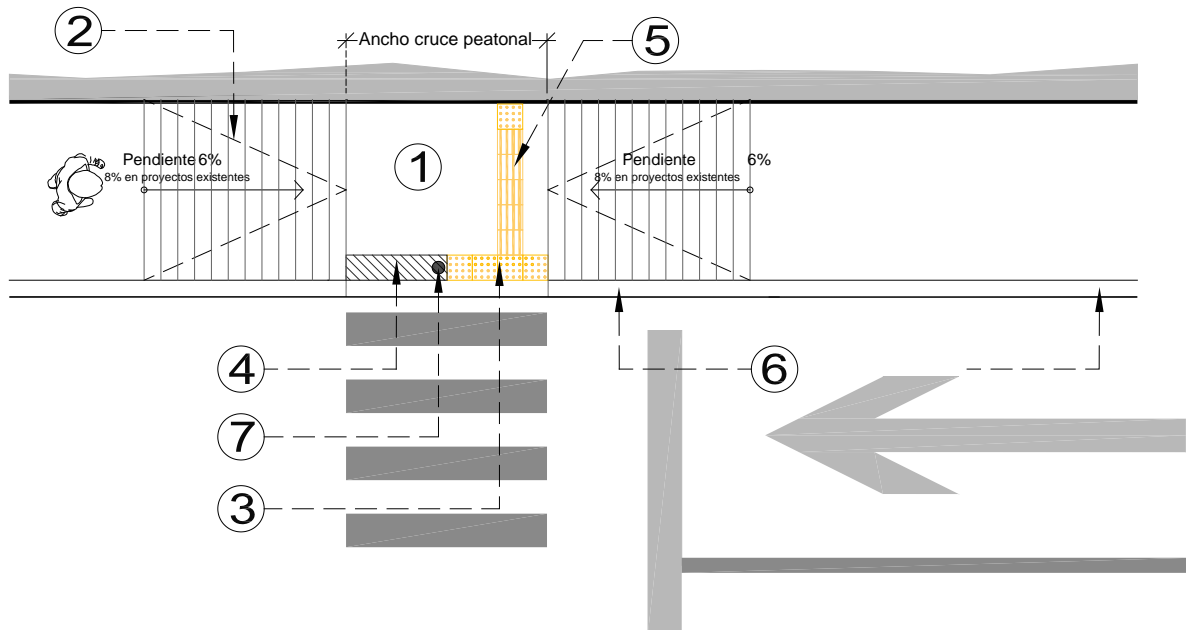 2
Ancho cruce peatonal
5
1
Pendiente 6%
8% en proyectos existentes
Pendiente 6%
8% en proyectos existentes
4
6
7
3